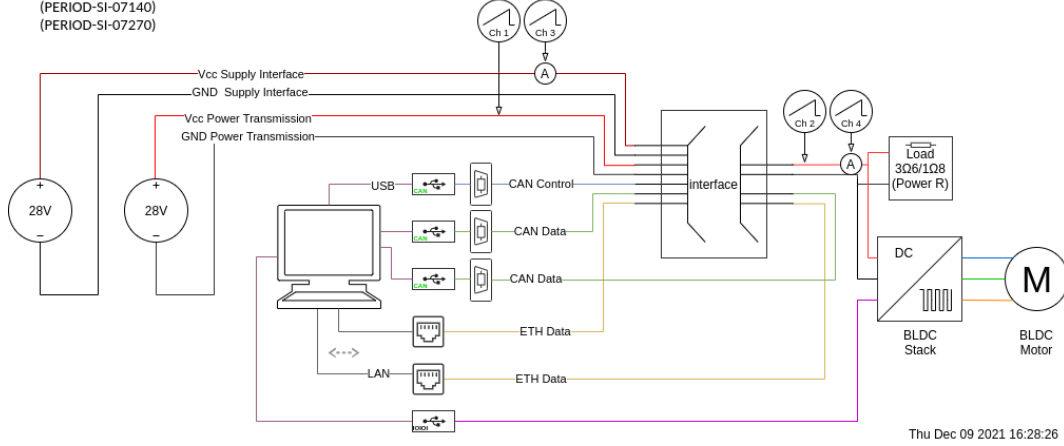 (PERIOD-SI-07140)
(PERIOD-SI-07270)
Ch 1
Ch 3
Vcc Supply Interface
A
GND Supply Interface
Vcc Power Transmission
GND Power Transmission
Ch 2
Ch 4
A
Load
3Ω6/1Ω8
(Power R)
+
28V
−
+
28V
−
USB
CAN
CAN Control
interface
CAN
CAN Data
CAN
CAN Data
DC
M
BLDC
Stack
BLDC
Motor
ETH Data
<--->
LAN
ETH Data
IOIOI
Thu Dec 09 2021 16:28:26